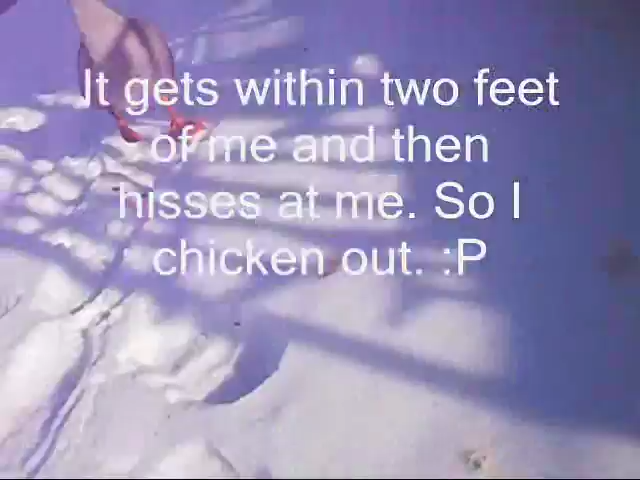 It gets within two feet
of me and then
hisses at me. So I
chicken out. :P